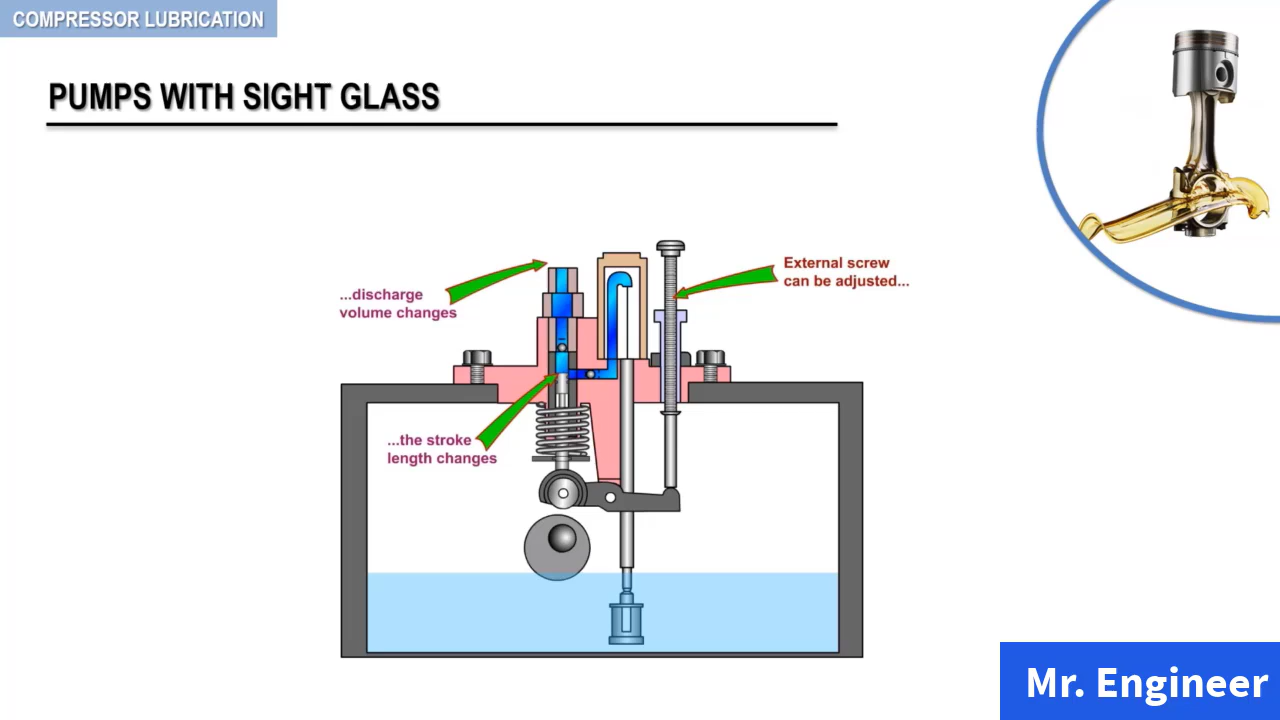 COMPRESSOR LUBRICATION
PUMPS WITH SIGHT GLASS
External screw
can be adjusted...
...discharge
volume changes
...the stroke
length changes
Mr. Engineer